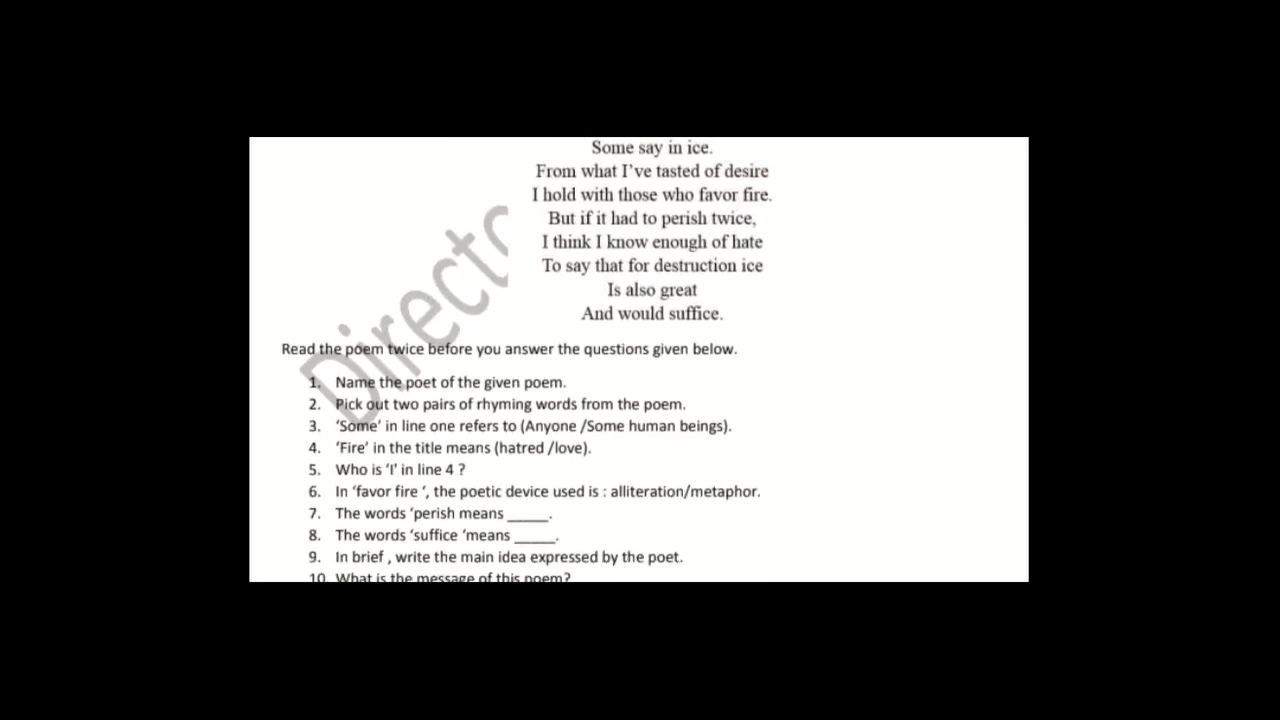 Some say in ice.
From what I've tasted of desire
I hold with those who favor fire.
But if it had to perish twice,
I think I know enough of hate
To say that for destruction ice
Is also great
And would suffice.
Directo
Read the poem twice before you answer the questions given below.
1. Name the poet of the given poem.
2. Pick out two pairs of rhyming words from the poem.
3. 'Some' in line one refers to (Anyone /Some human beings).
4. 'Fire' in the title means (hatred /love).
5. Who is 'I' in line 4 ?
6. In 'favor fire ', the poetic device used is : alliteration/metaphor.
7. The words 'perish means _____.
8. The words 'suffice 'means _____.
9. In brief , write the main idea expressed by the poet.
10. What is the message of this poem?